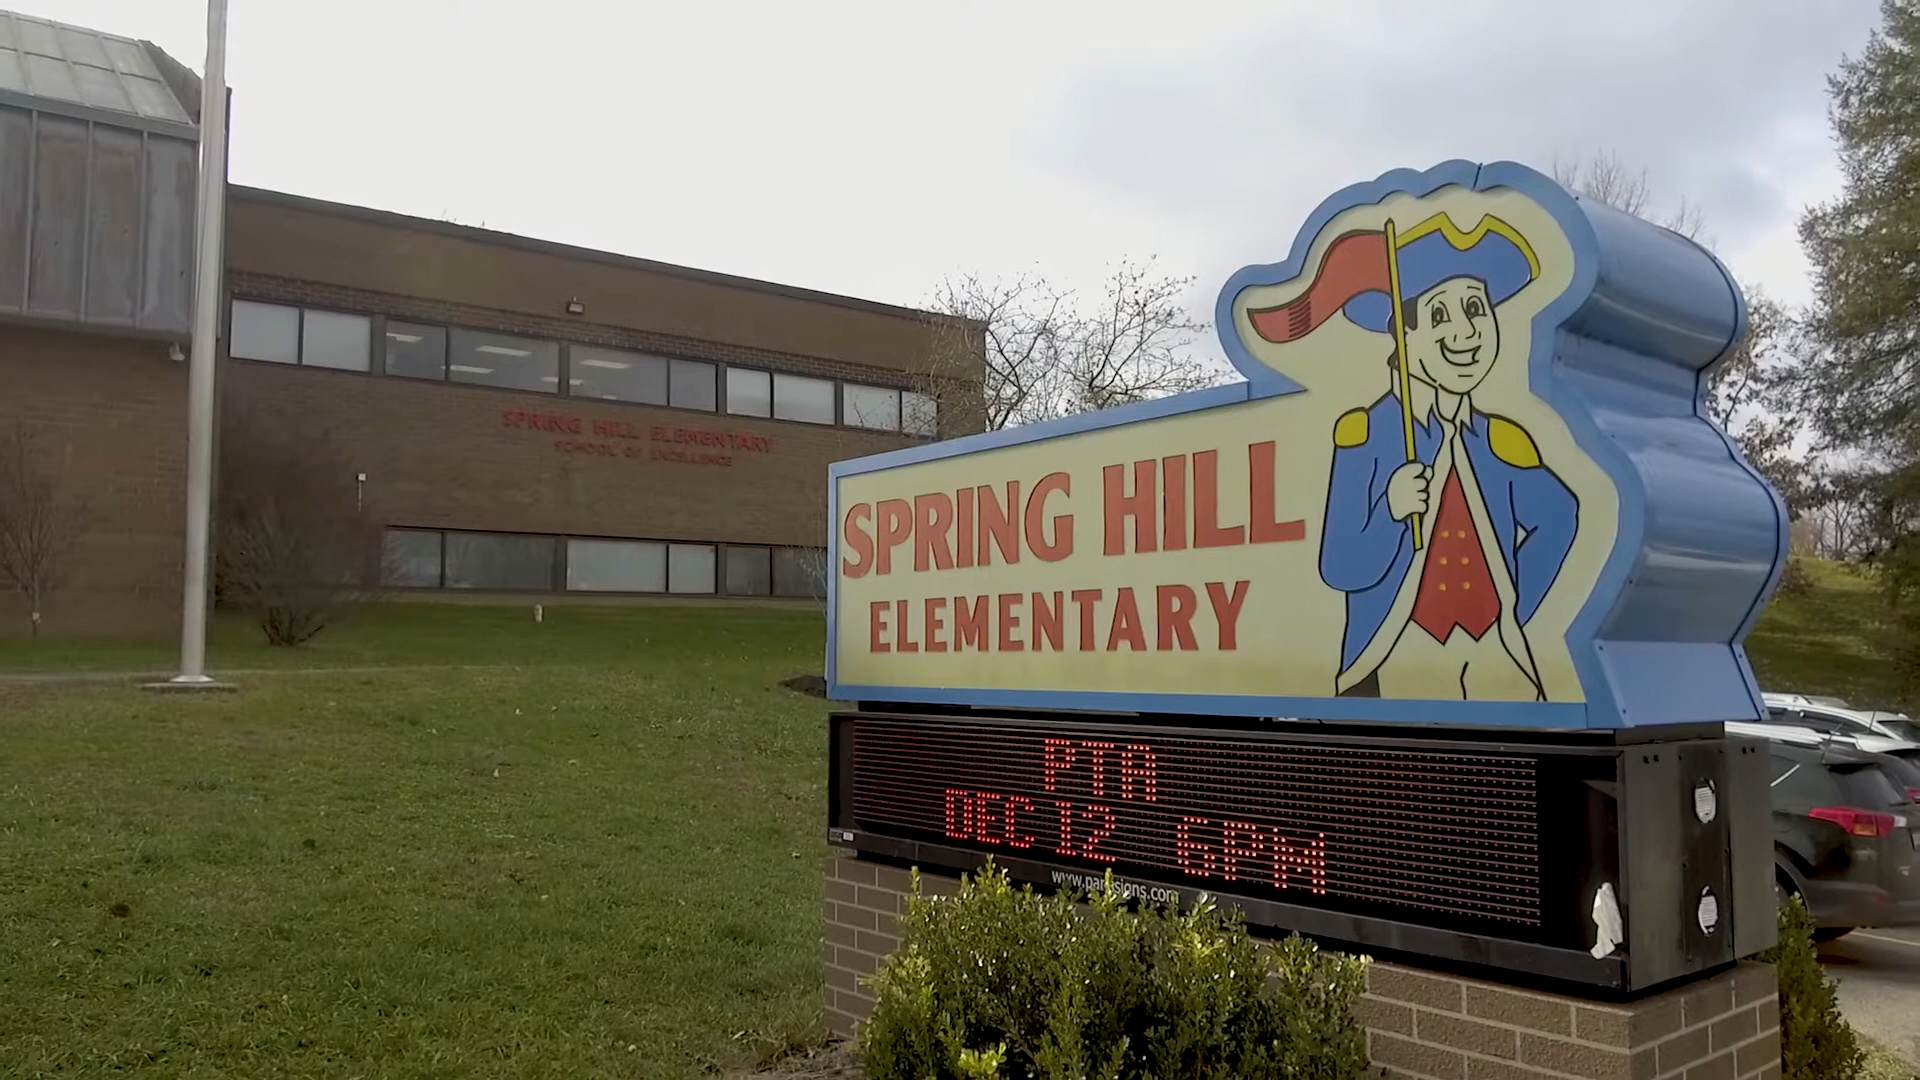 SPRING HILL ELEMENTARY
SCHOOL OF EXCELLENCE
SPRING HILL
ELEMENTARY
PTA
DEC 12 6PM